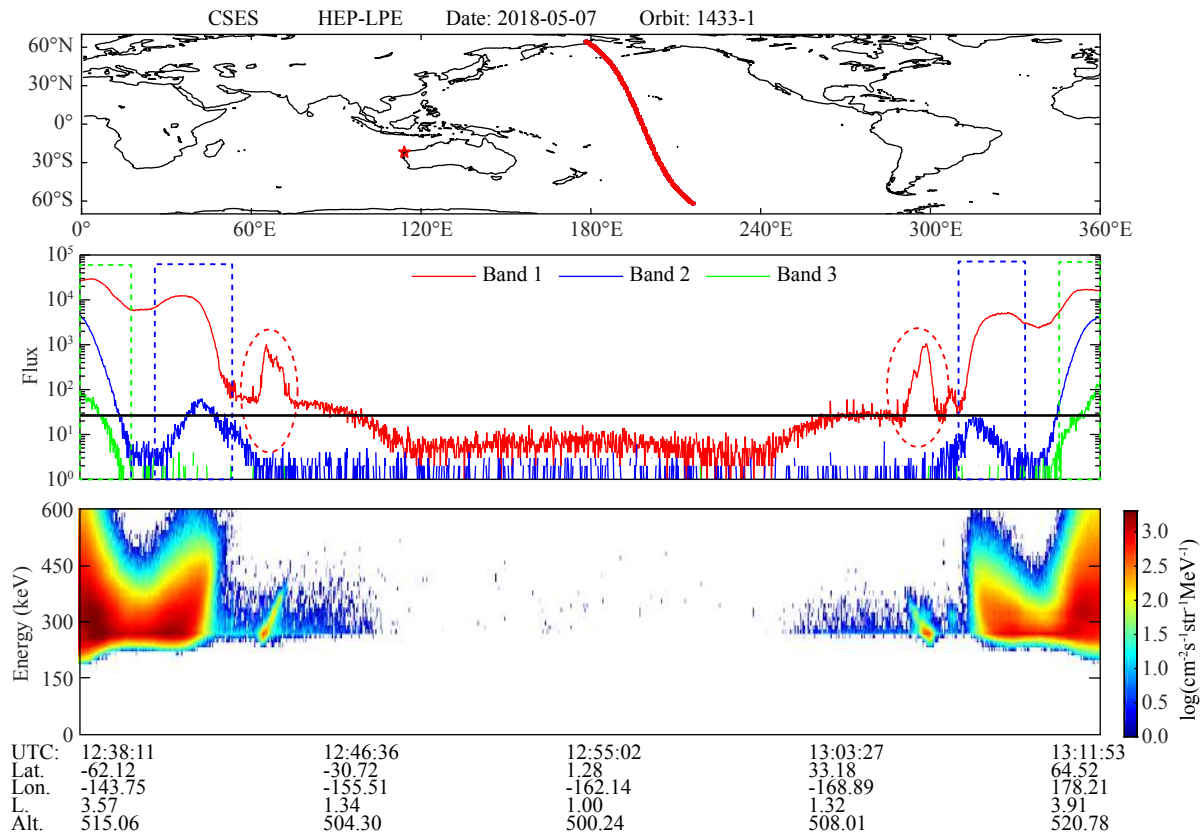 CSES HEP-LPE Date: 2018-05-07 Orbit: 1433-1
60°N
30°N
0°
30°S
60°S
0° 60°E 120°E 180°E 240°E 300°E 360°E
Flux
10⁵
10⁴
10³
10²
10¹
10⁰
Band 1 Band 2 Band 3
Energy (keV)
600
450
300
150
0
3.0
2.5
2.0
1.5
1.0
0.5
0.0
log(cm⁻²s⁻¹str⁻¹MeV⁻¹)
UTC: 12:38:11 12:46:36 12:55:02 13:03:27 13:11:53
Lat. -62.12 -30.72 1.28 33.18 64.52
Lon. -143.75 -155.51 -162.14 -168.89 178.21
L. 3.57 1.34 1.00 1.32 3.91
Alt. 515.06 504.30 500.24 508.01 520.78